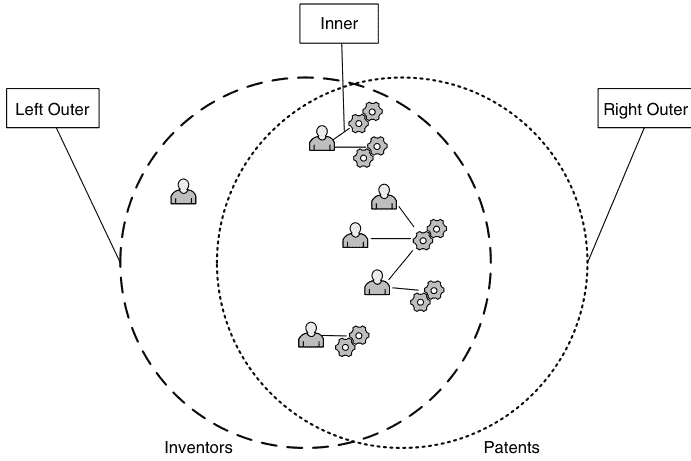 Inner
Left Outer
Right Outer
Inventors
Patents